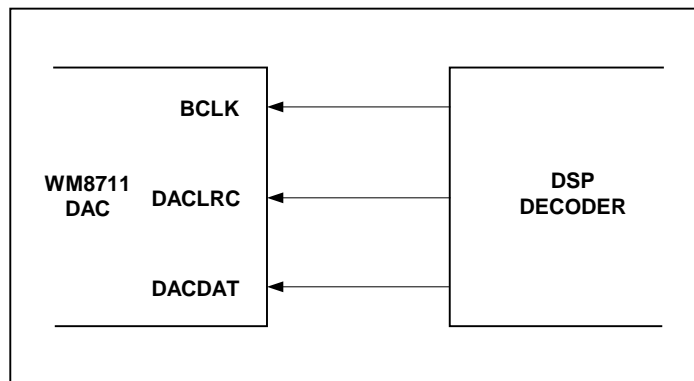 BCLK
WM8711
DAC
DACLRC
DACDAT
DSP
DECODER